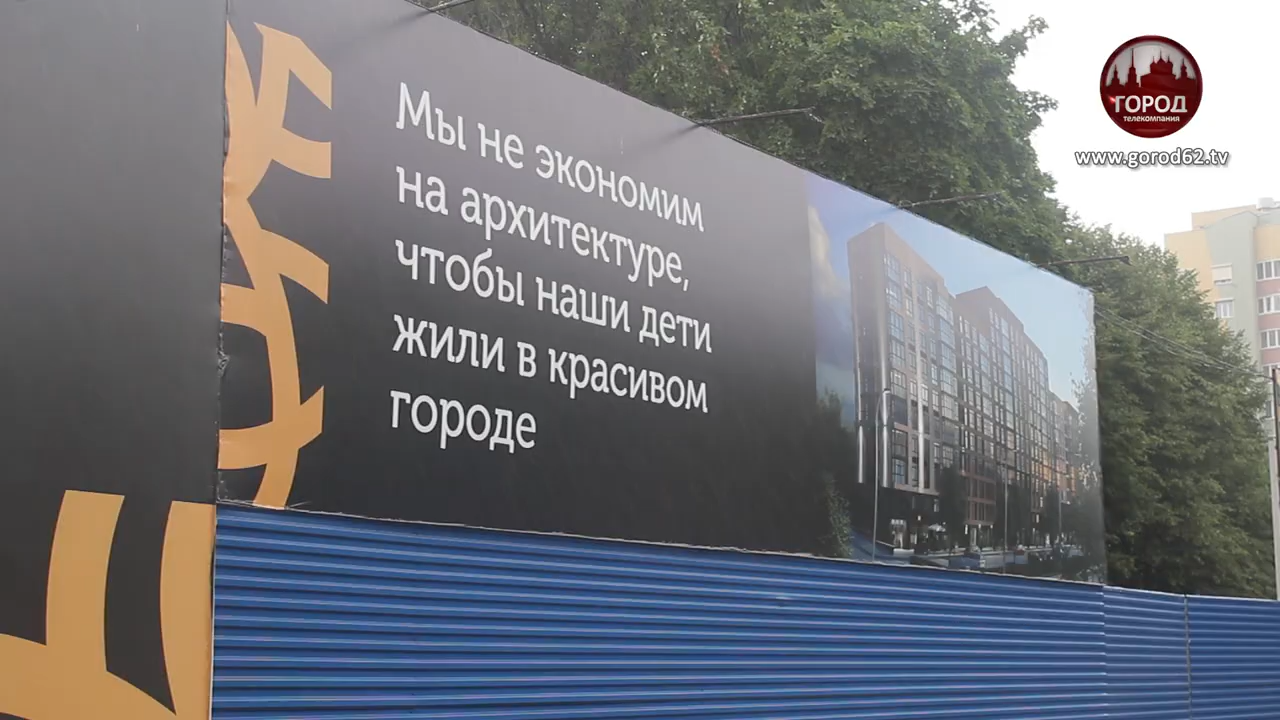 Мы не экономим
на архитектуре,
чтобы наши дети
жили в красивом
городе
ГОРОД
телекомпания
www.gorod62.tv